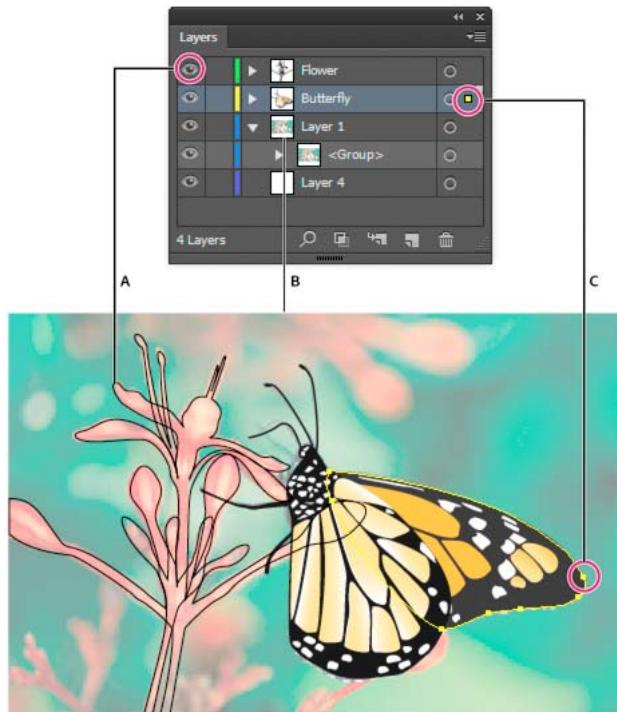 Layers
Flower
Butterfly
Layer 1
<Group>
Layer 4
4 Layers
A
B
C